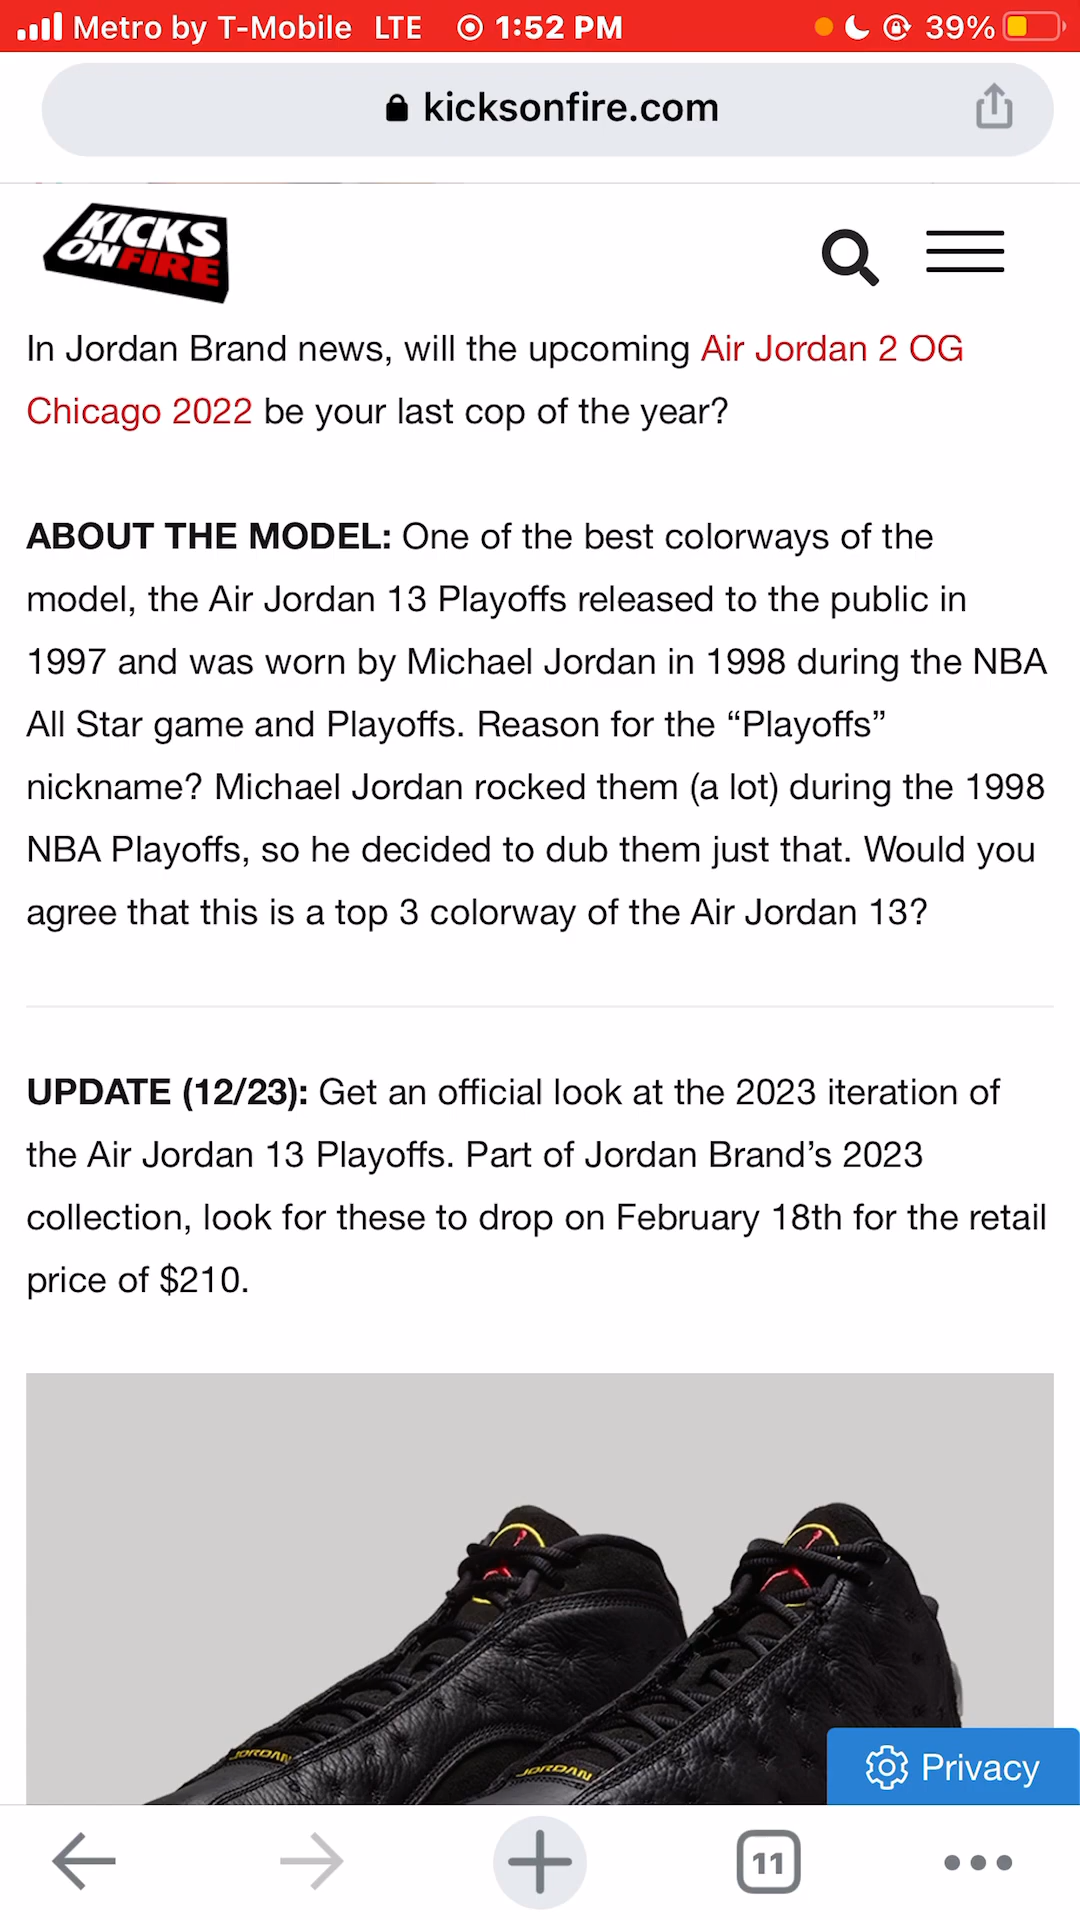 Metro by T-Mobile LTE 1:52 PM 39%
kicksonfire.com
KICKS
ONFIRE
In Jordan Brand news, will the upcoming Air Jordan 2 OG
Chicago 2022 be your last cop of the year?
ABOUT THE MODEL: One of the best colorways of the
model, the Air Jordan 13 Playoffs released to the public in
1997 and was worn by Michael Jordan in 1998 during the NBA
All Star game and Playoffs. Reason for the “Playoffs”
nickname? Michael Jordan rocked them (a lot) during the 1998
NBA Playoffs, so he decided to dub them just that. Would you
agree that this is a top 3 colorway of the Air Jordan 13?
UPDATE (12/23): Get an official look at the 2023 iteration of
the Air Jordan 13 Playoffs. Part of Jordan Brand’s 2023
collection, look for these to drop on February 18th for the retail
price of $210.
JORDAN
JORDAN
Privacy
11